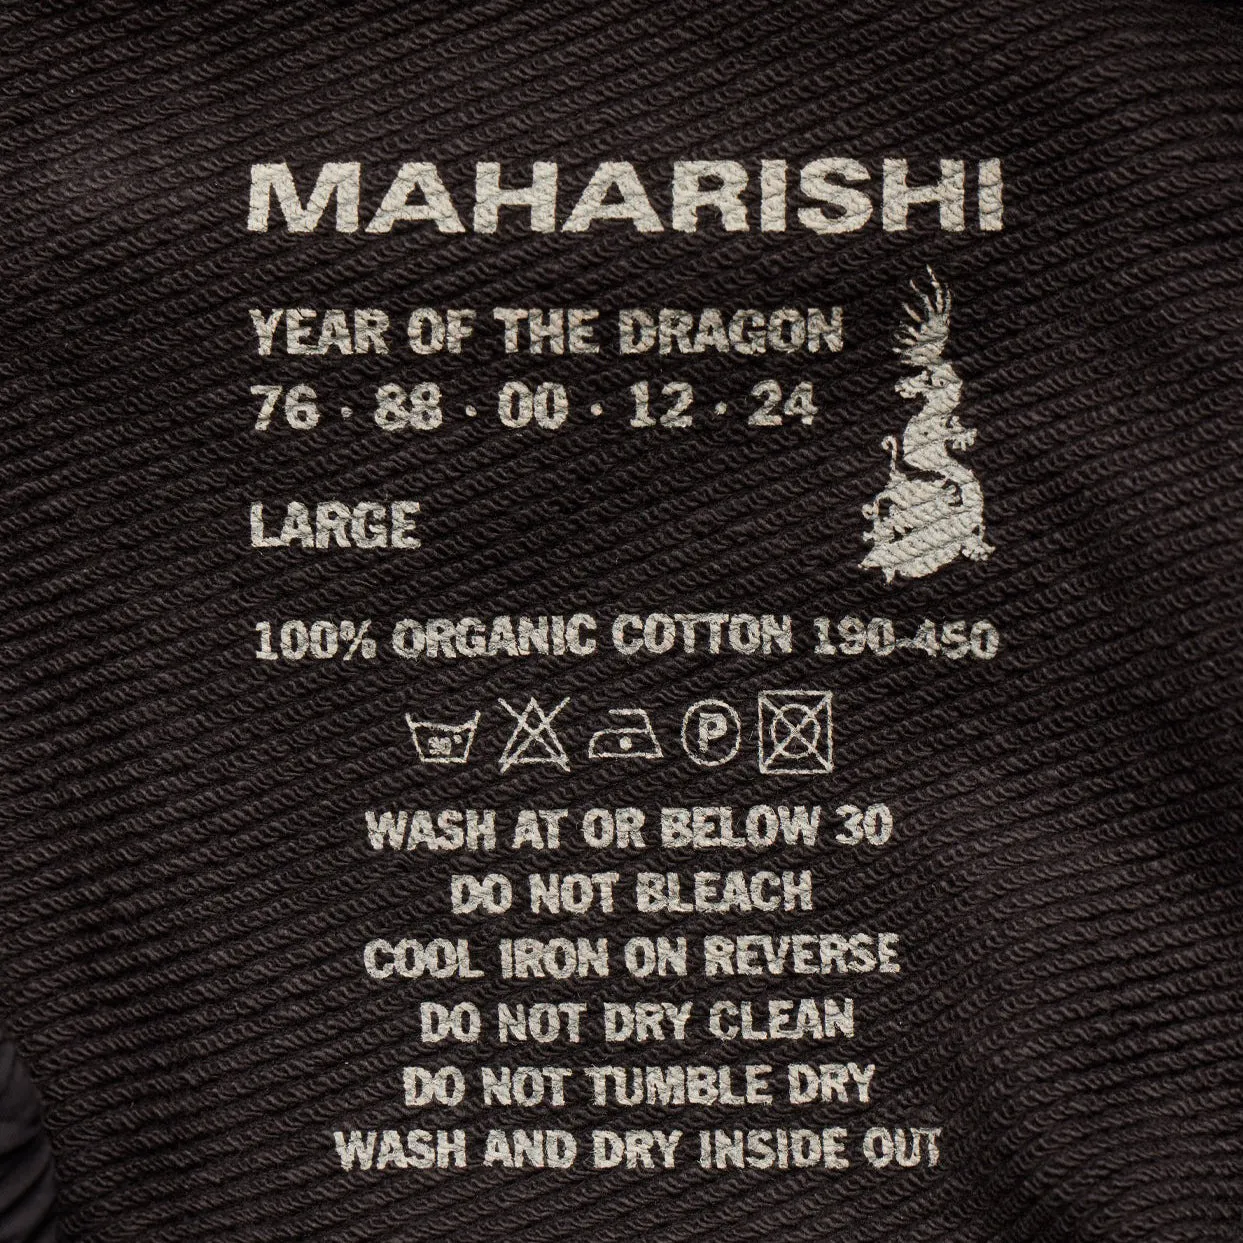 MAHARISHI
YEAR OF THE DRAGON
76 · 88 · 00 · 12 · 24
LARGE
100% ORGANIC COTTON 190-450
30° P
WASH AT OR BELOW 30
DO NOT BLEACH
COOL IRON ON REVERSE
DO NOT DRY CLEAN
DO NOT TUMBLE DRY
WASH AND DRY INSIDE OUT